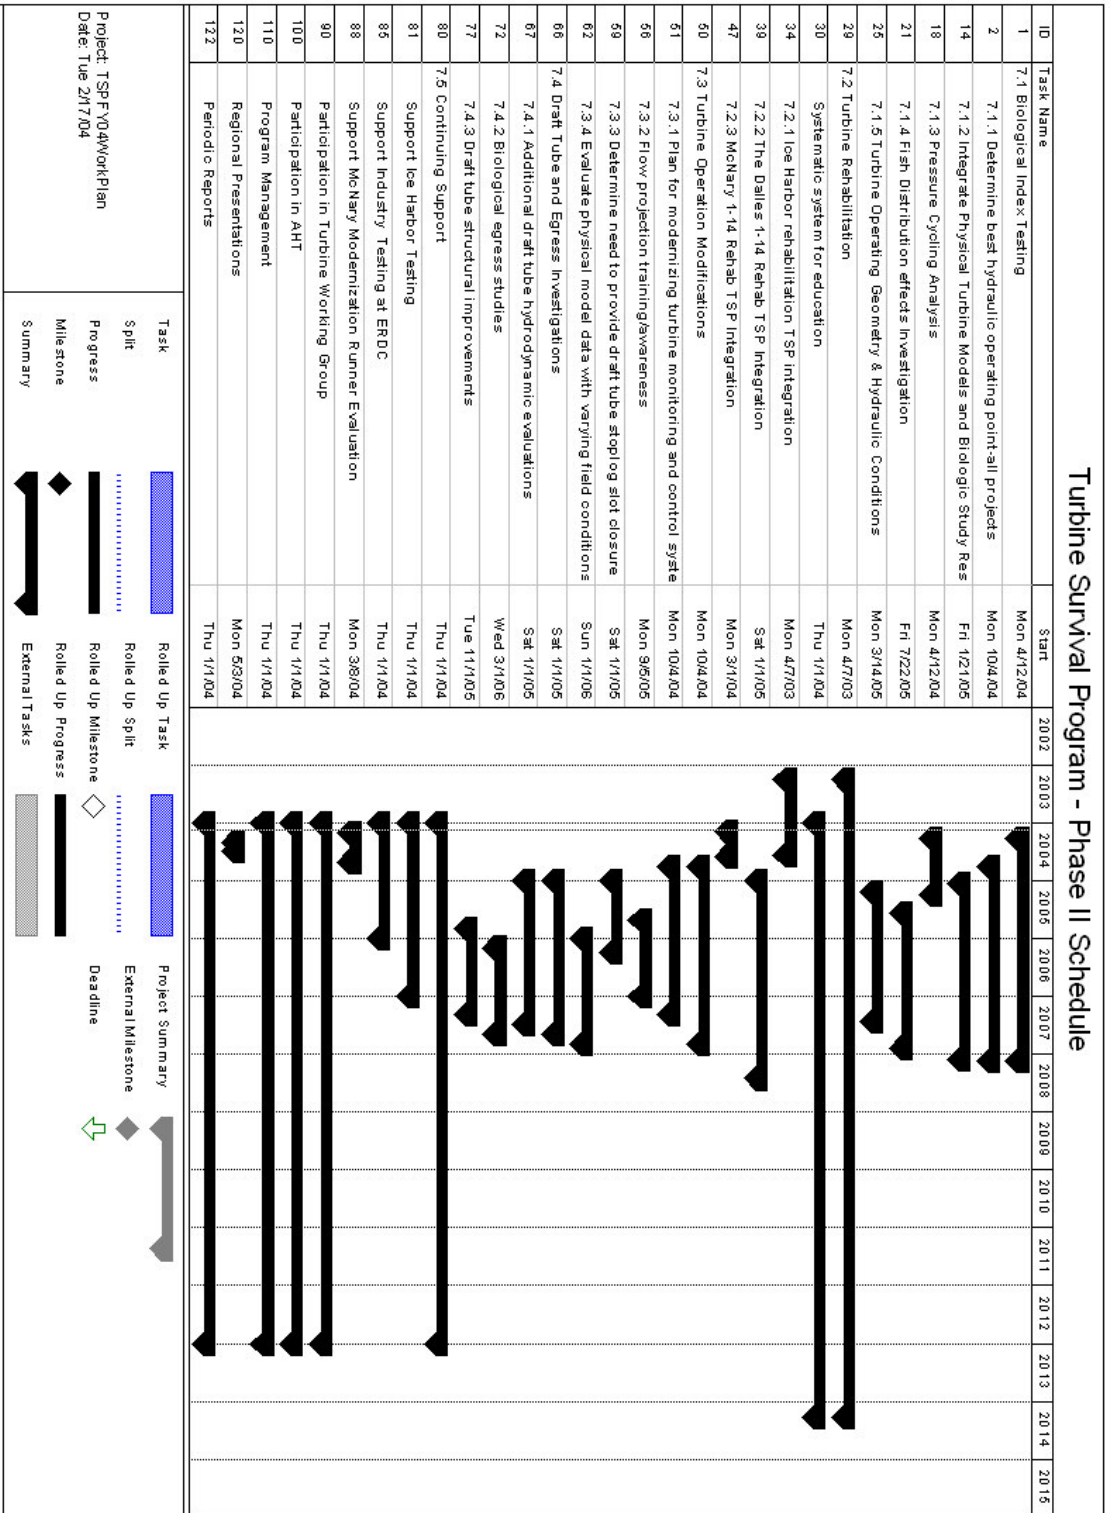 Turbine Survival Program - Phase II Schedule
ID Task Name Start 2002 2003 2004 2005 2006 2007 2008 2009 2010 2011 2012 2013 2014 2015
1 7.1 Biological Index Testing Mon 4/12/04
2 7.1.1 Determine best hydraulic operating point-all projects Mon 10/4/04
14 7.1.2 Integrate Physical Turbine Models and Biologic Study Res Fri 1/21/05
18 7.1.3 Pressure Cycling Analysis Mon 4/12/04
21 7.1.4 Fish Distribution effects Investigation Fri 7/22/05
25 7.1.5 Turbine Operating Geometry & Hydraulic Conditions Mon 3/14/05
29 7.2 Turbine Rehabilitation Mon 4/7/03
30 Systematic system for education Thu 1/1/04
34 7.2.1 Ice Harbor rehabilitation TSP integration Mon 4/7/03
39 7.2.2 The Dalles 1-14 Rehab TSP Integration Sat 1/1/05
47 7.2.3 McNary 1-14 Rehab TSP Integration Mon 3/1/04
50 7.3 Turbine Operation Modifications Mon 10/4/04
51 7.3.1 Plan for modernizing turbine monitoring and control syste Mon 10/4/04
56 7.3.2 Flow projection training/awareness Mon 9/5/05
59 7.3.3 Determine need to provide draft tube stoplog slot closure Sat 1/1/05
62 7.3.4 Evaluate physical model data with varying field conditions Sun 1/1/06
66 7.4 Draft Tube and Egress Investigations Sat 1/1/05
67 7.4.1 Additional draft tube hydrodynamic evaluations Sat 1/1/05
72 7.4.2 Biological egress studies Wed 3/1/06
77 7.4.3 Draft tube structural improvements Tue 11/1/05
80 7.5 Continuing Support Thu 1/1/04
81 Support Ice Harbor Testing Thu 1/1/04
85 Support Industry Testing at ERDC Thu 1/1/04
88 Support McNary Modernization Runner Evaluation Mon 3/8/04
90 Participation in Turbine Working Group Thu 1/1/04
100 Participation in AHT Thu 1/1/04
110 Program Management Thu 1/1/04
120 Regional Presentations Mon 5/3/04
122 Periodic Reports Thu 1/1/04
Project: TSPFY04WorkPlan
Date: Tue 2/17/04
Task Rolled Up Task Project Summary
Split Rolled Up Split External Milestone
Progress Rolled Up Milestone Deadline
Milestone Rolled Up Progress
Summary External Tasks